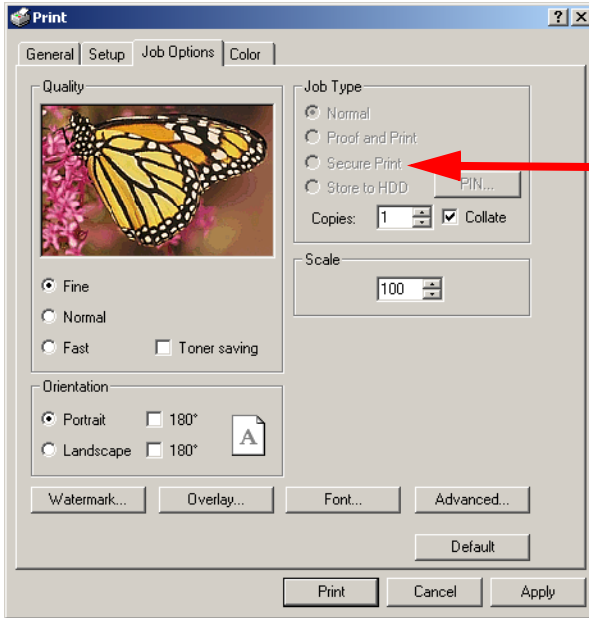 Print
General Setup Job Options Color
Quality
Fine
Normal
Fast Toner saving
Orientation
Portrait 180°
Landscape 180°
A
Job Type
Normal
Proof and Print
Secure Print
Store to HDD PIN...
Copies: 1 Collate
Scale
100
Watermark... Overlay... Font... Advanced...
Default
Print Cancel Apply